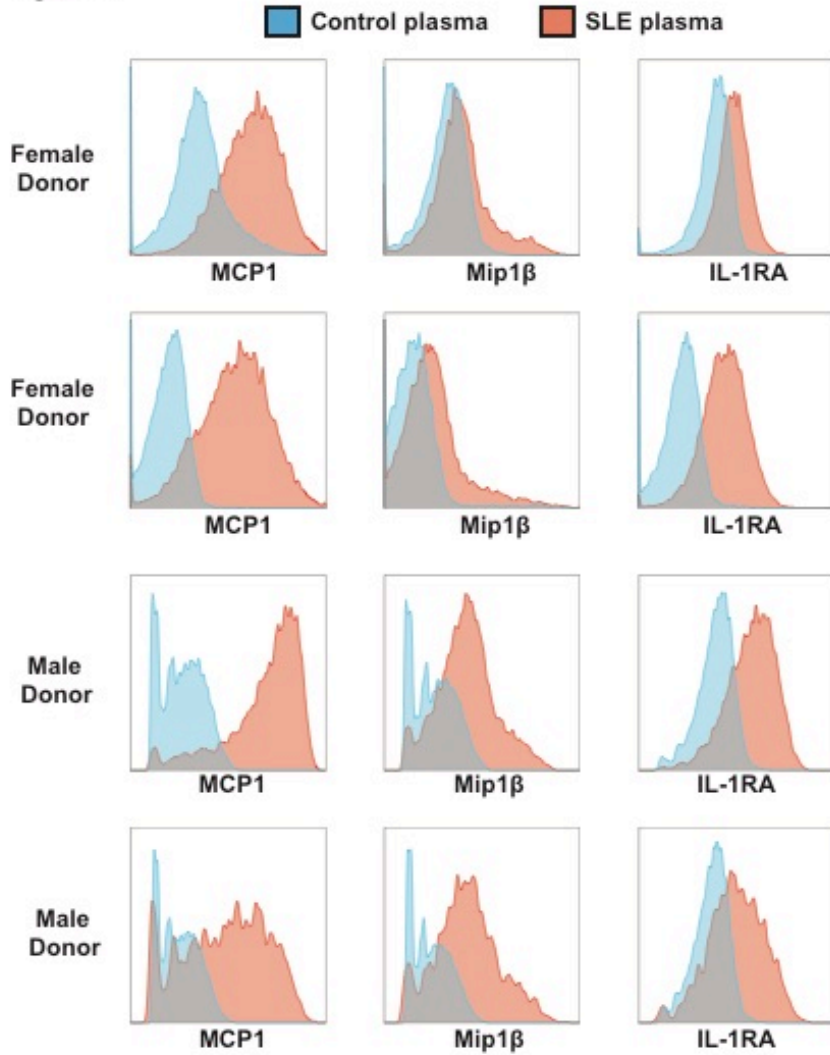 Control plasma SLE plasma
Female
Donor
MCP1 Mip1β IL-1RA
Female
Donor
MCP1 Mip1β IL-1RA
Male
Donor
MCP1 Mip1β IL-1RA
Male
Donor
MCP1 Mip1β IL-1RA